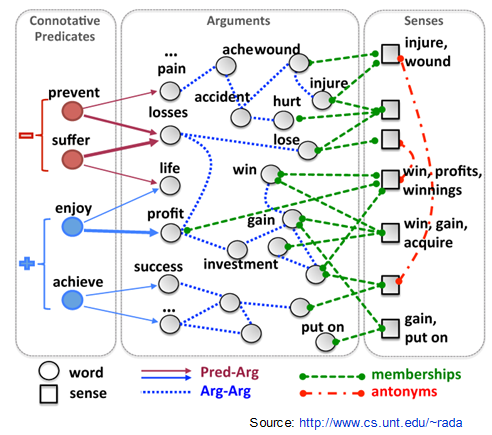 Connotative
Predicates
Arguments
Senses
prevent
suffer
enjoy
achieve
...
pain
losses
life
profit
success
...
ache
wound
accident
injure
hurt
lose
win
gain
investment
put on
injure,
wound
win, profits,
winnings
win, gain,
acquire
gain,
put on
word
sense
Pred-Arg
Arg-Arg
memberships
antonyms
Source: http://www.cs.unt.edu/~rada